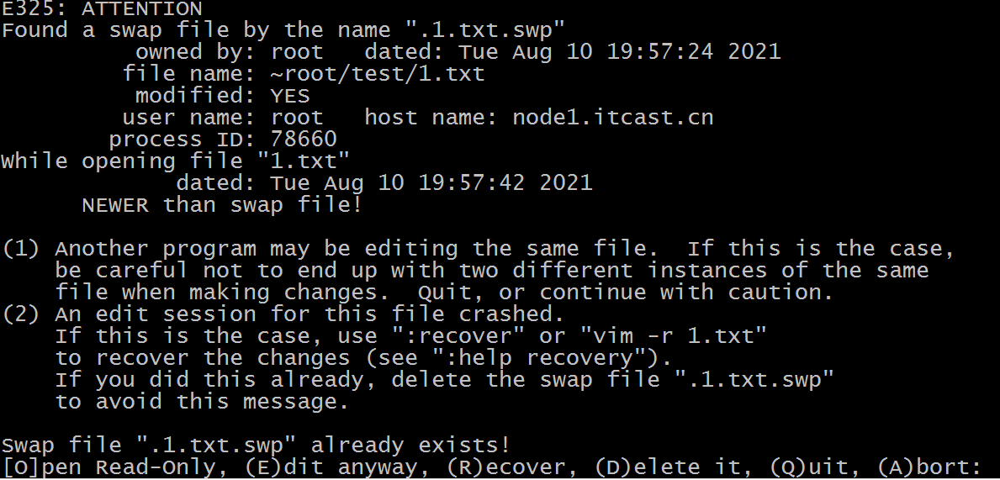 E325: ATTENTION
Found a swap file by the name ".1.txt.swp"
          owned by: root   dated: Tue Aug 10 19:57:24 2021
         file name: ~root/test/1.txt
          modified: YES
         user name: root   host name: node1.itcast.cn
        process ID: 78660
While opening file "1.txt"
             dated: Tue Aug 10 19:57:42 2021
      NEWER than swap file!

(1) Another program may be editing the same file.  If this is the case,
    be careful not to end up with two different instances of the same
    file when making changes.  Quit, or continue with caution.
(2) An edit session for this file crashed.
    If this is the case, use ":recover" or "vim -r 1.txt"
    to recover the changes (see ":help recovery").
    If you did this already, delete the swap file ".1.txt.swp"
    to avoid this message.

Swap file ".1.txt.swp" already exists!
[O]pen Read-Only, (E)dit anyway, (R)ecover, (D)elete it, (Q)uit, (A)bort: